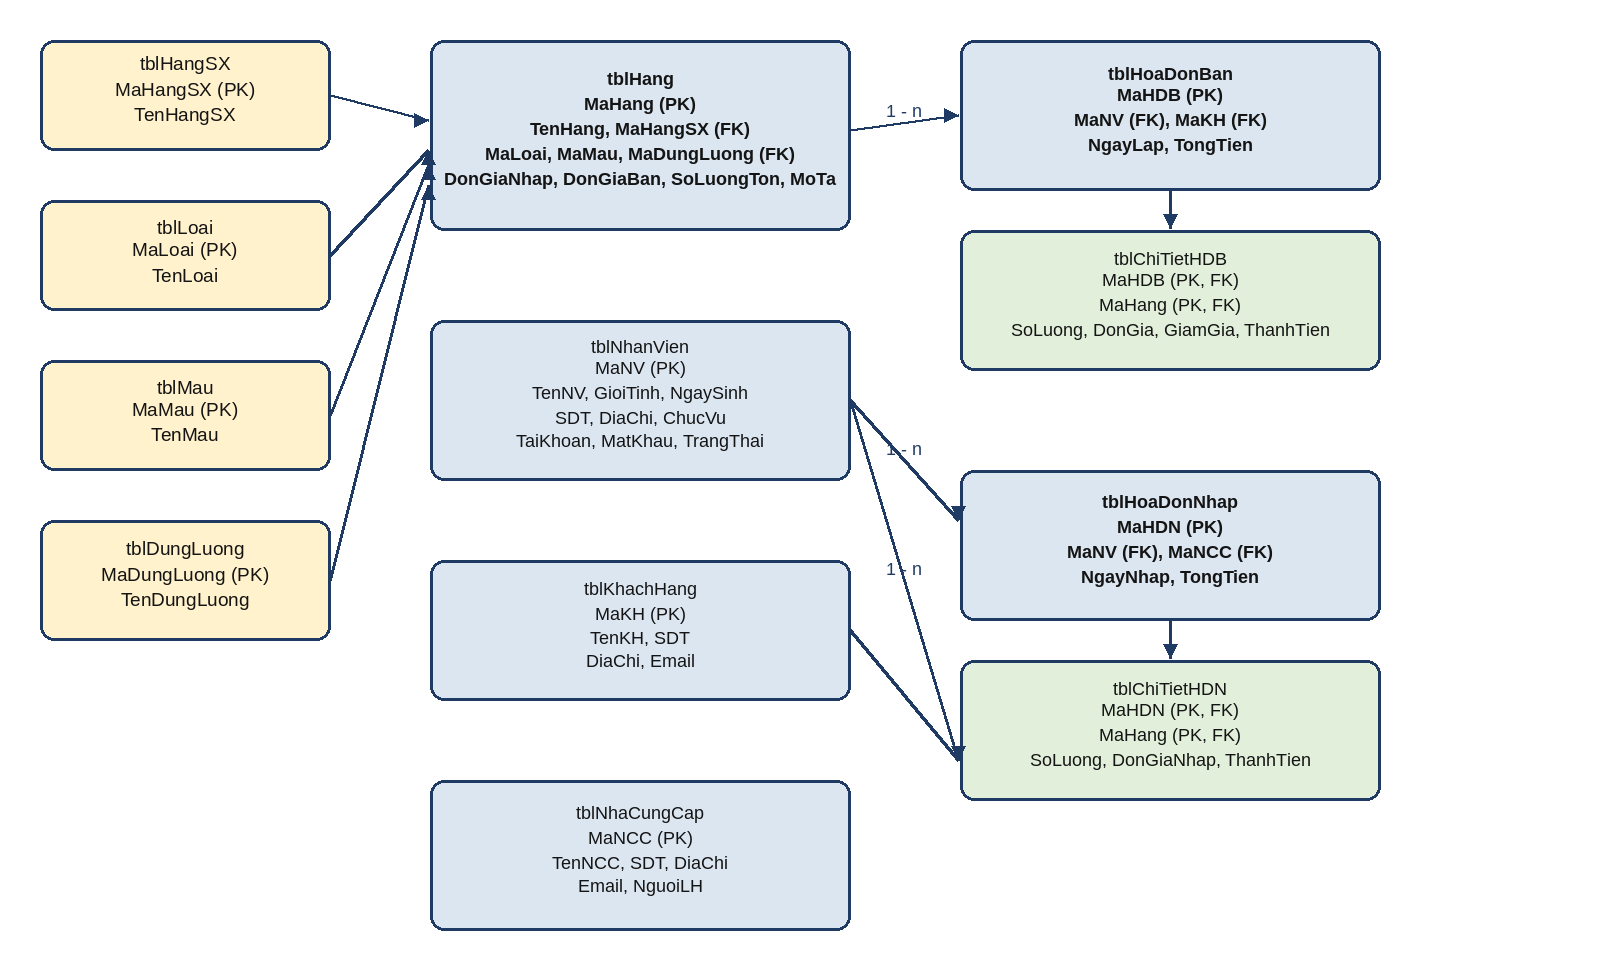 tblHangSX
MaHangSX (PK)
TenHangSX
tblLoai
MaLoai (PK)
TenLoai
tblMau
MaMau (PK)
TenMau
tblDungLuong
MaDungLuong (PK)
TenDungLuong
tblHang
MaHang (PK)
TenHang, MaHangSX (FK)
MaLoai, MaMau, MaDungLuong (FK)
DonGiaNhap, DonGiaBan, SoLuongTon, MoTa
tblNhanVien
MaNV (PK)
TenNV, GioiTinh, NgaySinh
SDT, DiaChi, ChucVu
TaiKhoan, MatKhau, TrangThai
tblKhachHang
MaKH (PK)
TenKH, SDT
DiaChi, Email
tblNhaCungCap
MaNCC (PK)
TenNCC, SDT, DiaChi
Email, NguoiLH
1 - n
1 - n
1 - n
tblHoaDonBan
MaHDB (PK)
MaNV (FK), MaKH (FK)
NgayLap, TongTien
tblChiTietHDB
MaHDB (PK, FK)
MaHang (PK, FK)
SoLuong, DonGia, GiamGia, ThanhTien
tblHoaDonNhap
MaHDN (PK)
MaNV (FK), MaNCC (FK)
NgayNhap, TongTien
tblChiTietHDN
MaHDN (PK, FK)
MaHang (PK, FK)
SoLuong, DonGiaNhap, ThanhTien